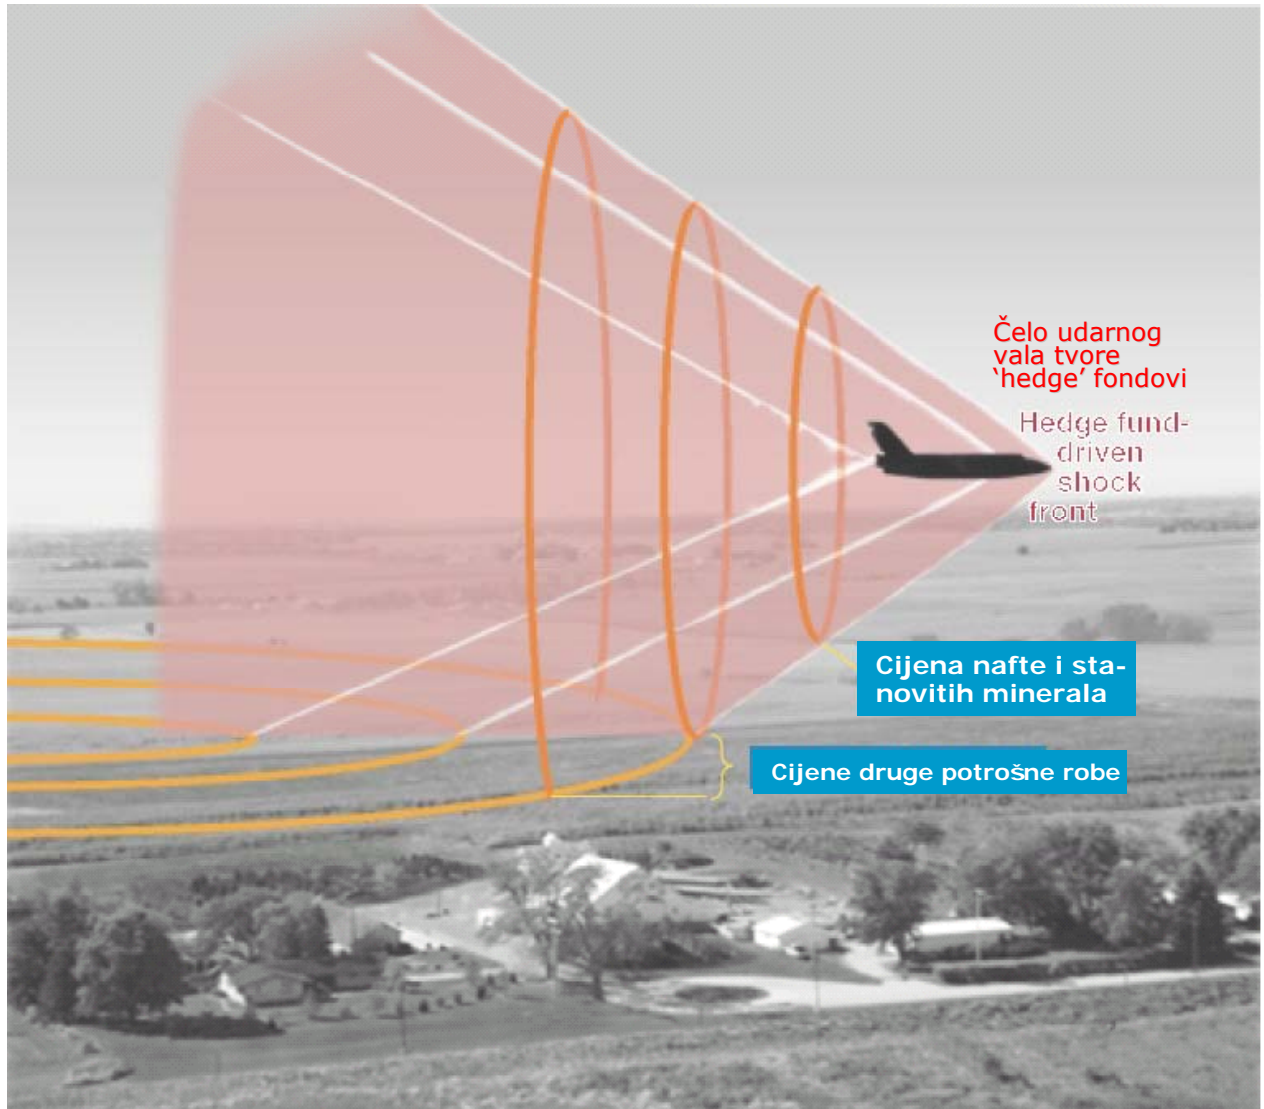 Čelo udarnog
vala tvore
‘hedge’ fondovi
Hedge fund-
driven
shock
front
Cijena nafte i sta-
novitih minerala
Cijene druge potrošne robe